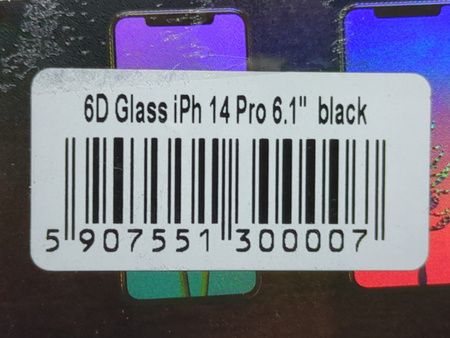 6D Glass iPh 14 Pro 6.1" black
5 907551 300007